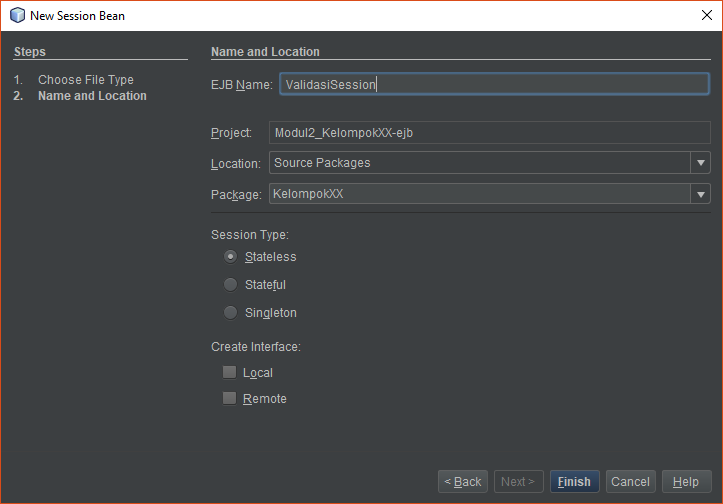 New Session Bean
Steps
1. Choose File Type
2. Name and Location
Name and Location
EJB Name: ValidasiSession
Project: Modul2_KelompokXX-ejb
Location: Source Packages
Package: KelompokXX
Session Type:
Stateless
Stateful
Singleton
Create Interface:
Local
Remote
< Back Next > Finish Cancel Help